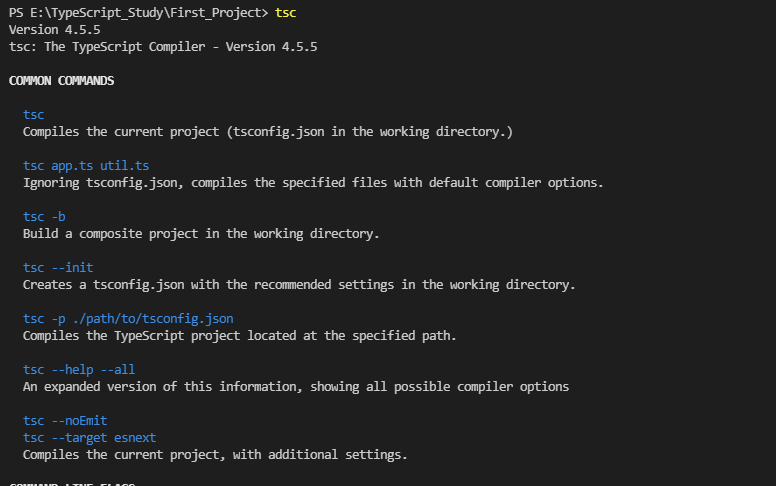 PS E:\TypeScript_Study\First_Project> tsc
Version 4.5.5
tsc: The TypeScript Compiler - Version 4.5.5
COMMON COMMANDS
tsc
Compiles the current project (tsconfig.json in the working directory.)
tsc app.ts util.ts
Ignoring tsconfig.json, compiles the specified files with default compiler options.
tsc -b
Build a composite project in the working directory.
tsc --init
Creates a tsconfig.json with the recommended settings in the working directory.
tsc -p ./path/to/tsconfig.json
Compiles the TypeScript project located at the specified path.
tsc --help --all
An expanded version of this information, showing all possible compiler options
tsc --noEmit
tsc --target esnext
Compiles the current project, with additional settings.
COMMAND LINE FLAGS